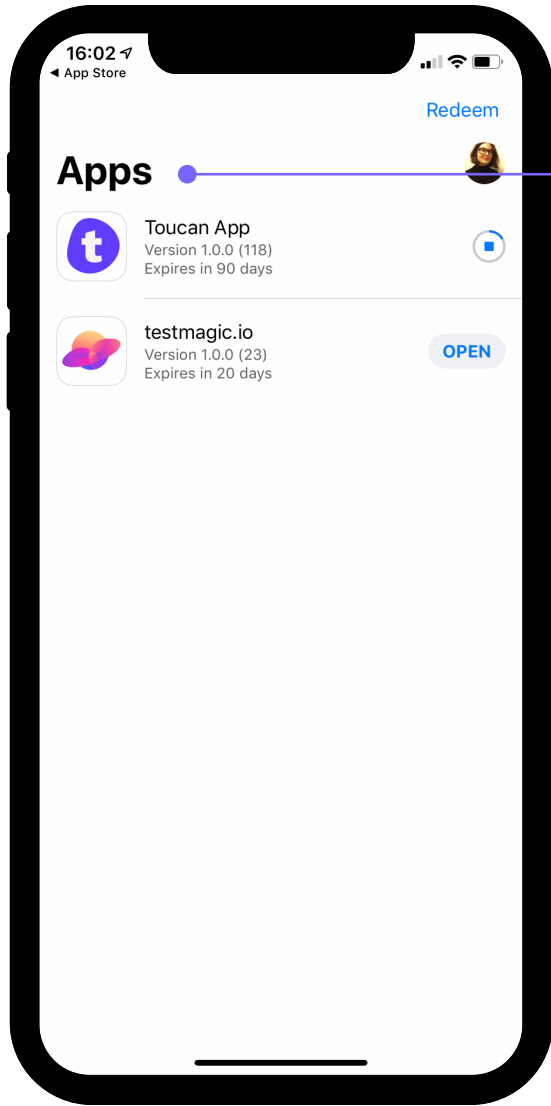 16:02
◀ App Store
Redeem
Apps
t
Toucan App
Version 1.0.0 (118)
Expires in 90 days
testmagic.io
Version 1.0.0 (23)
Expires in 20 days
OPEN